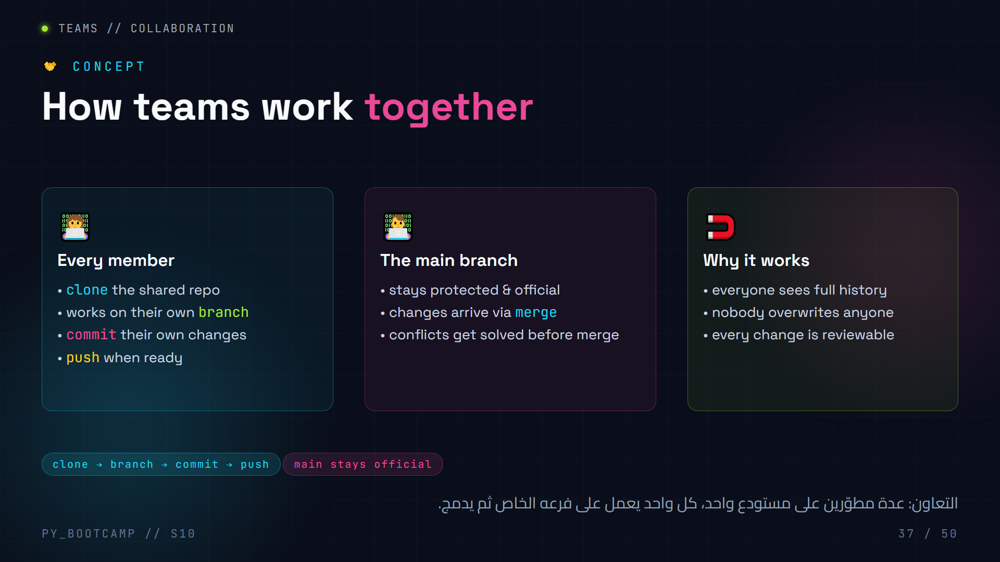 TEAMS // COLLABORATION
CONCEPT
How teams work together
Every member
• clone the shared repo
• works on their own branch
• commit their own changes
• push when ready
The main branch
• stays protected & official
• changes arrive via merge
• conflicts get solved before merge
Why it works
• everyone sees full history
• nobody overwrites anyone
• every change is reviewable
clone → branch → commit → push
main stays official
التعاون: عدة مطوّرين على مستودع واحد، كل واحد يعمل على فرعه الخاص ثم يدمج.
PY_BOOTCAMP // S10
37 / 50